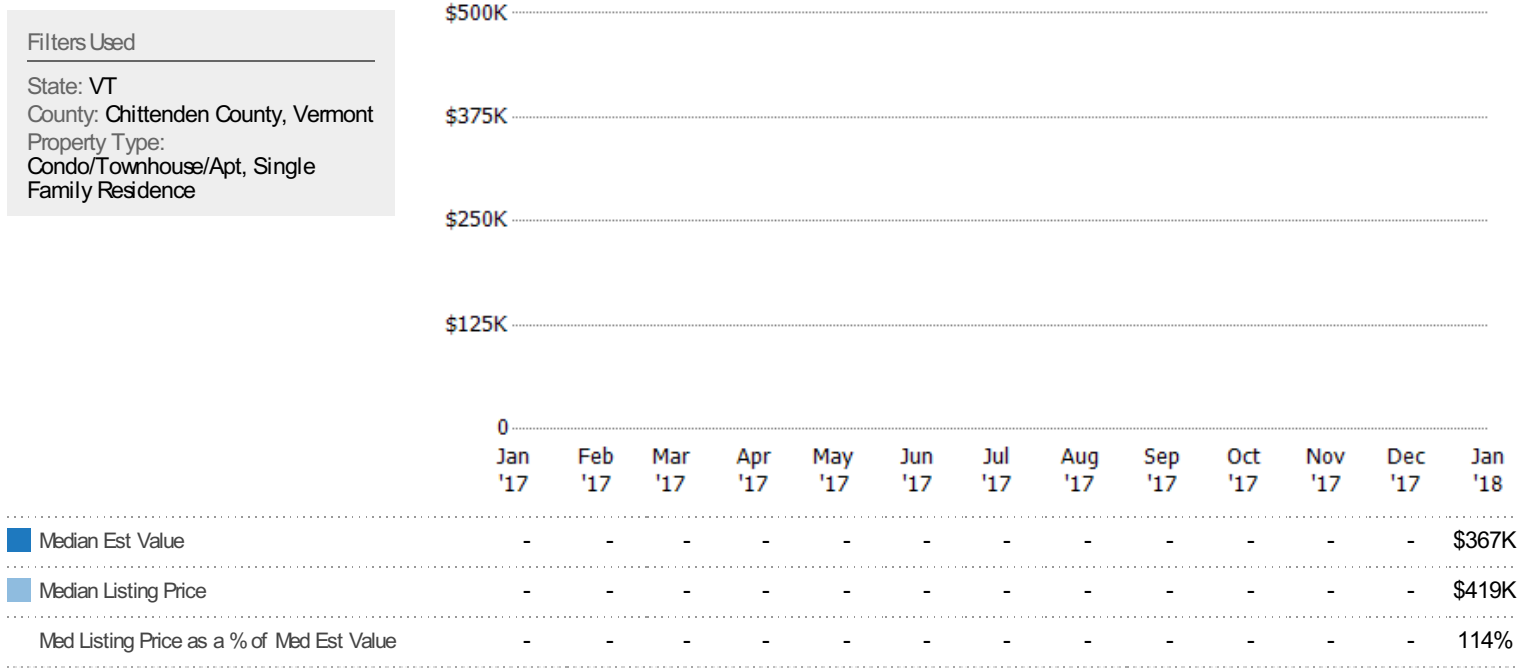 Filters Used
State: VT
County: Chittenden County, Vermont
Property Type:
Condo/Townhouse/Apt, Single
Family Residence
$500K
$375K
$250K
$125K
0
Jan Feb Mar Apr May Jun Jul Aug Sep Oct Nov Dec Jan
'17 '17 '17 '17 '17 '17 '17 '17 '17 '17 '17 '17 '18
Median Est Value - - - - - - - - - - - - $367K
Median Listing Price - - - - - - - - - - - - $419K
Med Listing Price as a % of Med Est Value - - - - - - - - - - - - 114%